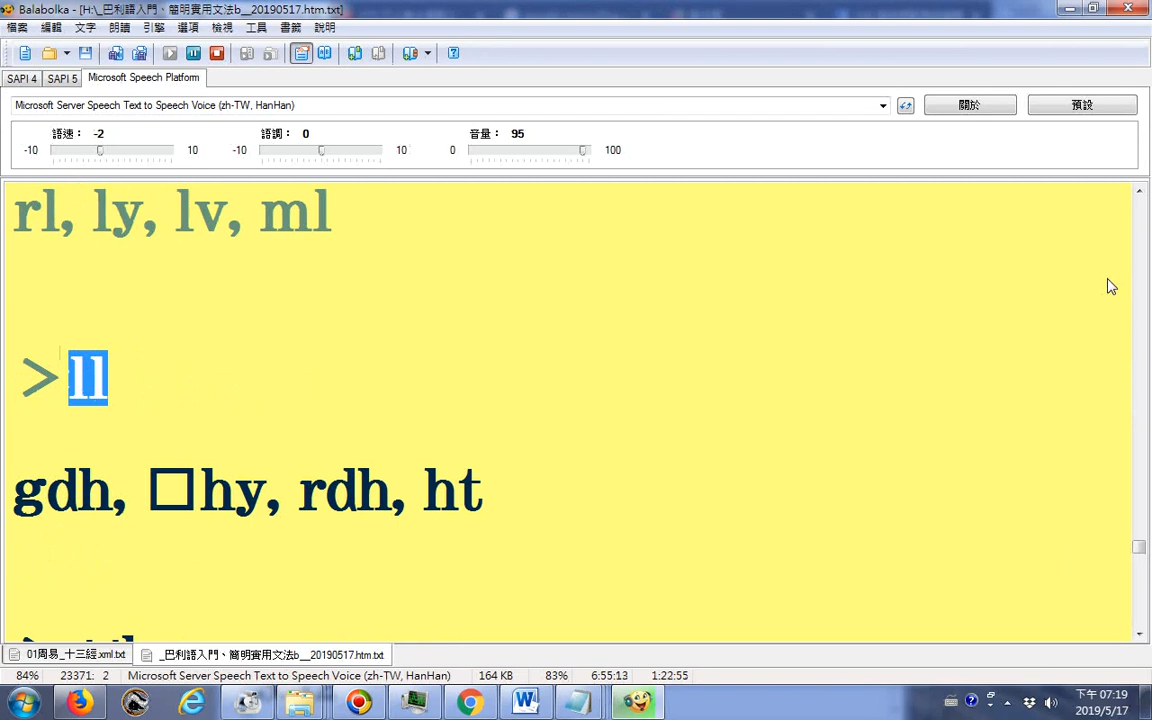 Balabolka - [H:\_巴利語入門、簡明實用文法b__20190517.htm.txt]
檔案 編輯 文字 朗讀 引擎 選項 檢視 工具 書籤 說明
SAPI 4 SAPI 5 Microsoft Speech Platform
Microsoft Server Speech Text to Speech Voice (zh-TW, HanHan) 關於 預設
語速： -2 語調： 0 音量： 95
-10 10 -10 10 0 100
rl, ly, lv, ml
> ll
gdh, □hy, rdh, ht
01周易_十三經.xml.txt _巴利語入門、簡明實用文法b__20190517.htm.txt
84% 23371: 2 Microsoft Server Speech Text to Speech Voice (zh-TW, HanHan) 164 KB 83% 6:55:13 1:22:55
下午 07:19
2019/5/17